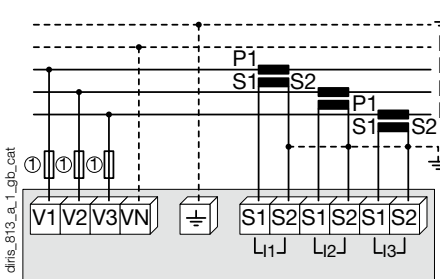 P1
S1 S2
P1
S1 S2
① ① ①
V1 V2 V3 VN S1 S2 S1 S2 S1 S2
I1 I2 I3
diris_813_a_1_gb_cat